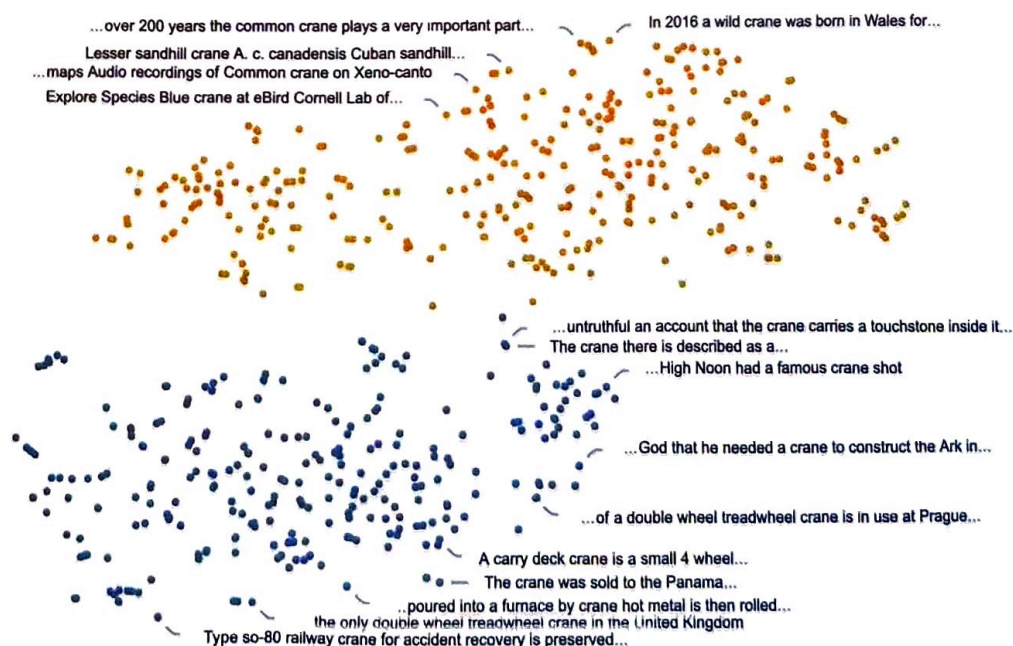 ...over 200 years the common crane plays a very important part...
In 2016 a wild crane was born in Wales for...
Lesser sandhill crane A. c. canadensis Cuban sandhill...
...maps Audio recordings of Common crane on Xeno-canto
Explore Species Blue crane at eBird Cornell Lab of...
...untruthful an account that the crane carries a touchstone inside it...
The crane there is described as a...
...High Noon had a famous crane shot
...God that he needed a crane to construct the Ark in...
...of a double wheel treadwheel crane is in use at Prague...
A carry deck crane is a small 4 wheel...
The crane was sold to the Panama...
...poured into a furnace by crane hot metal is then rolled...
the only double wheel treadwheel crane in the United Kingdom
Type so-80 railway crane for accident recovery is preserved...